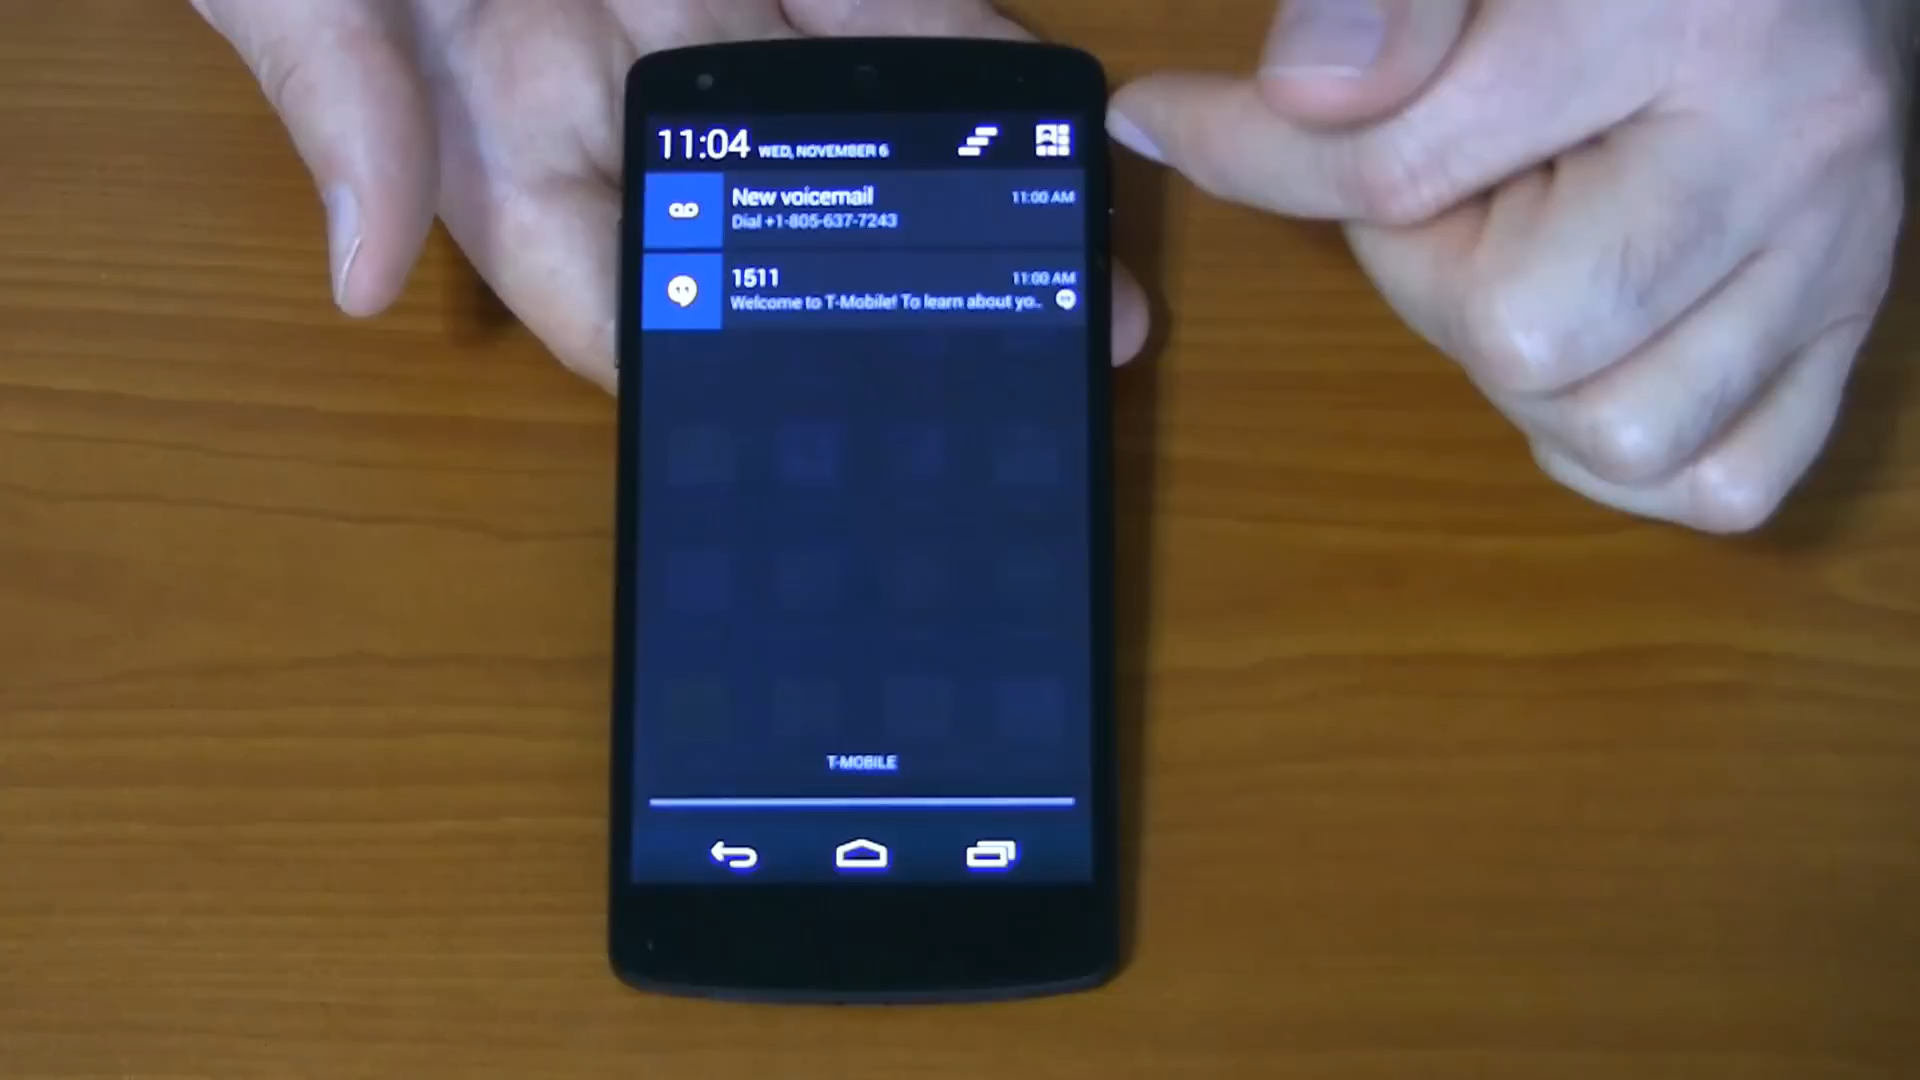 11:04 WED, NOVEMBER 6
New voicemail 11:00 AM
Dial +1-805-637-7243
1511 11:00 AM
Welcome to T-Mobile! To learn about yo..
T-MOBILE